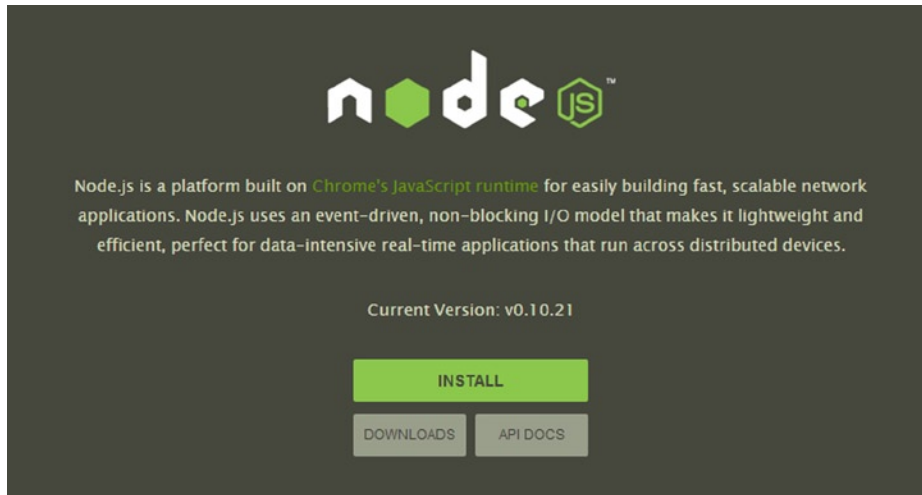 node JS™
Node.js is a platform built on Chrome's JavaScript runtime for easily building fast, scalable network
applications. Node.js uses an event-driven, non-blocking I/O model that makes it lightweight and
efficient, perfect for data-intensive real-time applications that run across distributed devices.
Current Version: v0.10.21
INSTALL
DOWNLOADS API DOCS